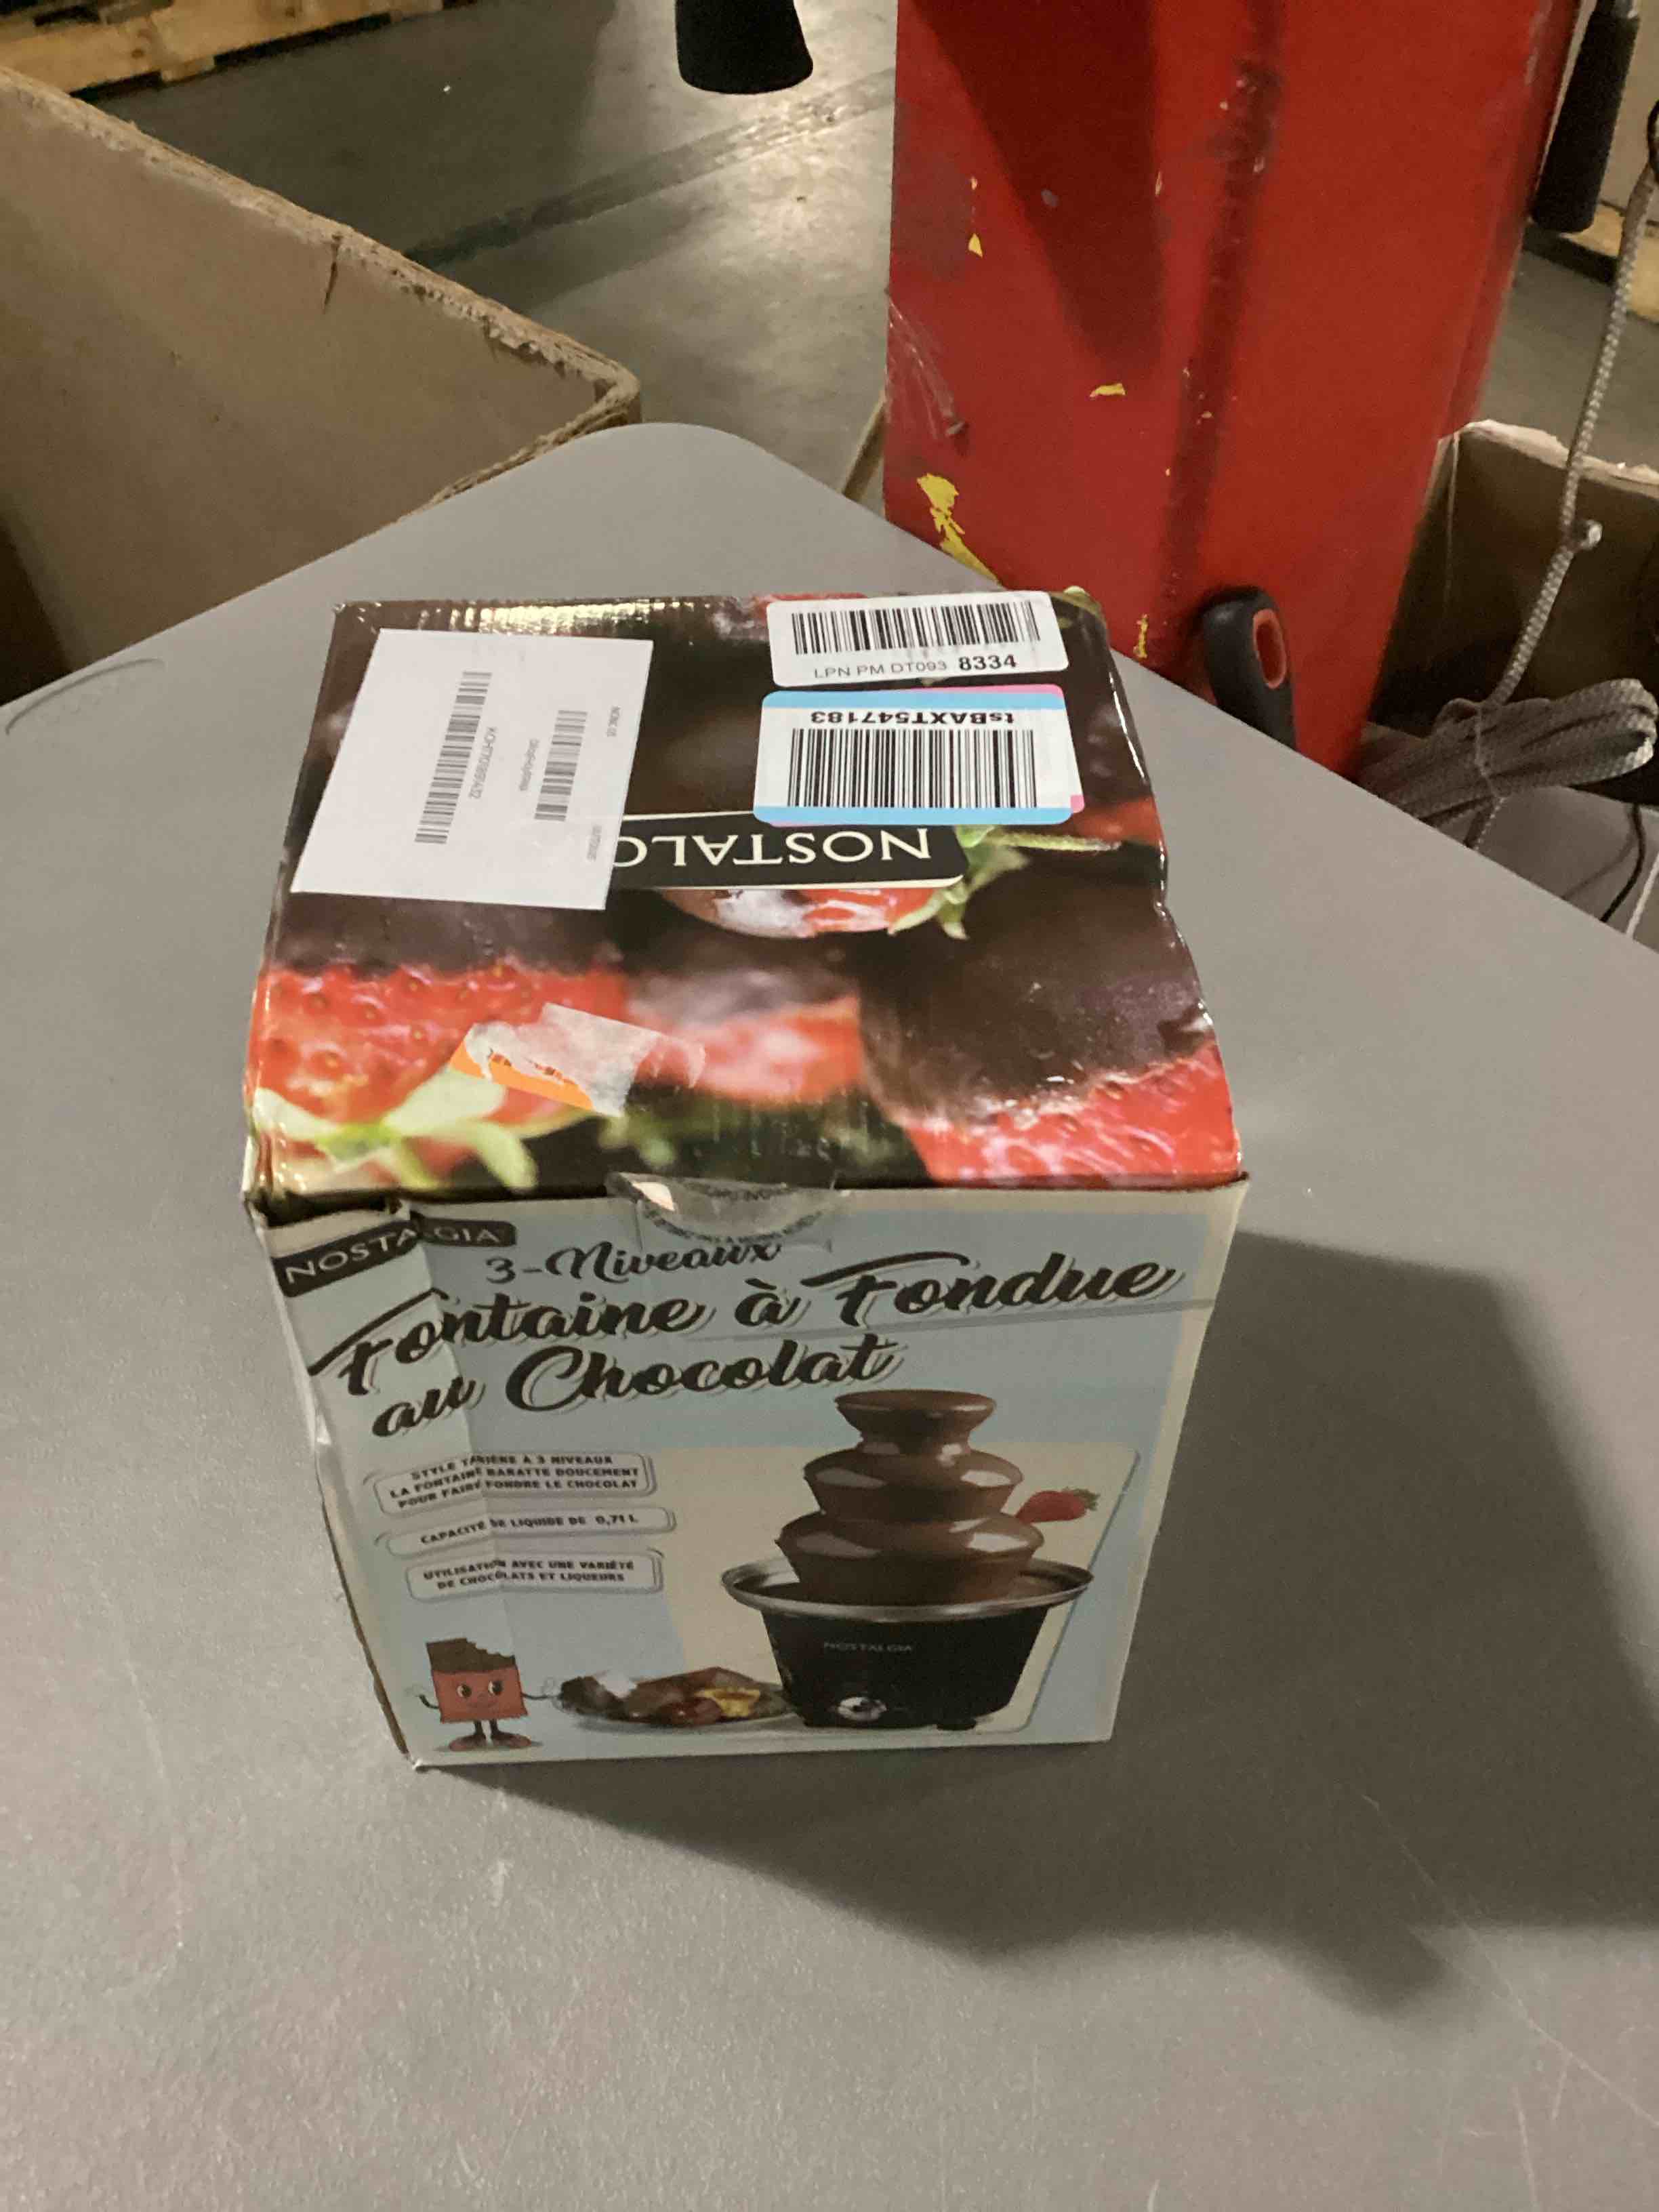 LPN PM DT093 8334
tsBAXT547183
NOSTALG
NOSTALGIA
3-Niveaux
Fontaine à Fondue
au Chocolat
STYLE TARIÈRE À 3 NIVEAUX
LA FONTAINE BARATTE DOUCEMENT
POUR FAIRE FONDRE LE CHOCOLAT
CAPACITÉ DE LIQUIDE DE 0,71 L
UTILISATION AVEC UNE VARIÉTÉ
DE CHOCOLATS ET LIQUEURS
NOSTALGIA